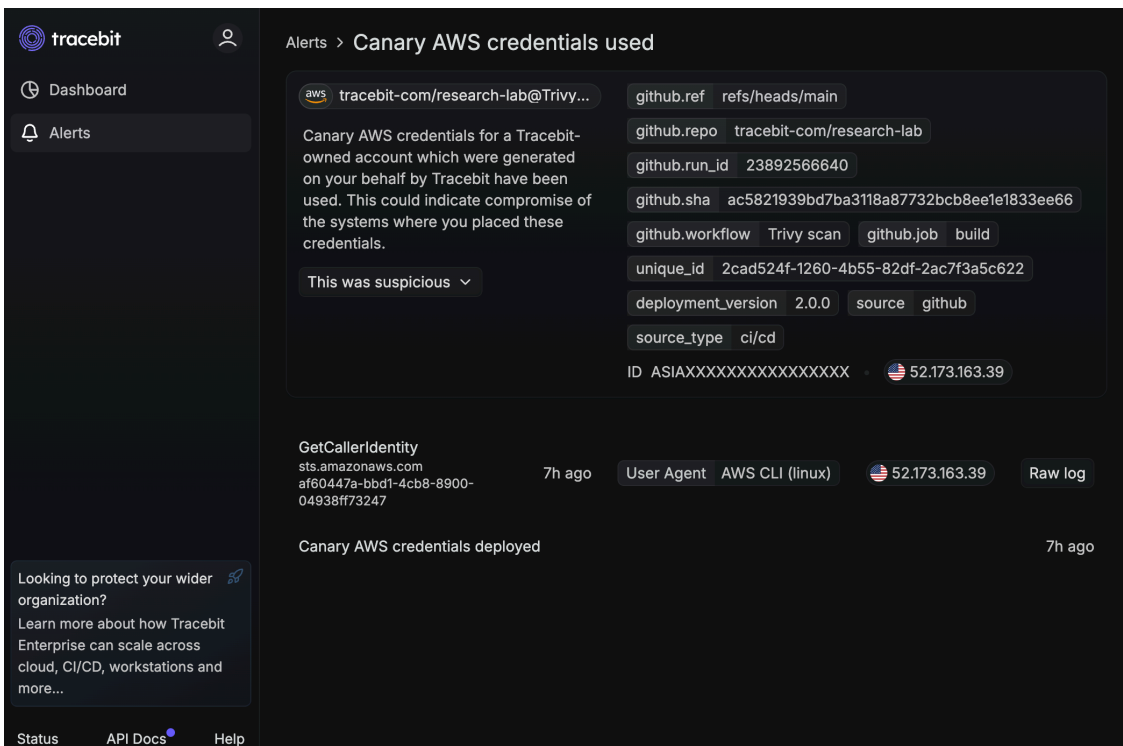 tracebit
Dashboard
Alerts
Looking to protect your wider
organization?
Learn more about how Tracebit
Enterprise can scale across
cloud, CI/CD, workstations and
more...
Status API Docs Help
Alerts > Canary AWS credentials used
aws tracebit-com/research-lab@Trivy...
Canary AWS credentials for a Tracebit-
owned account which were generated
on your behalf by Tracebit have been
used. This could indicate compromise of
the systems where you placed these
credentials.
This was suspicious
github.ref refs/heads/main
github.repo tracebit-com/research-lab
github.run_id 23892566640
github.sha ac5821939bd7ba3118a87732bcb8ee1e1833ee66
github.workflow Trivy scan github.job build
unique_id 2cad524f-1260-4b55-82df-2ac7f3a5c622
deployment_version 2.0.0 source github
source_type ci/cd
ID ASIAXXXXXXXXXXXXXXXX • 52.173.163.39
GetCallerIdentity
sts.amazonaws.com
af60447a-bbd1-4cb8-8900-
04938ff73247
7h ago User Agent AWS CLI (linux) 52.173.163.39 Raw log
Canary AWS credentials deployed 7h ago